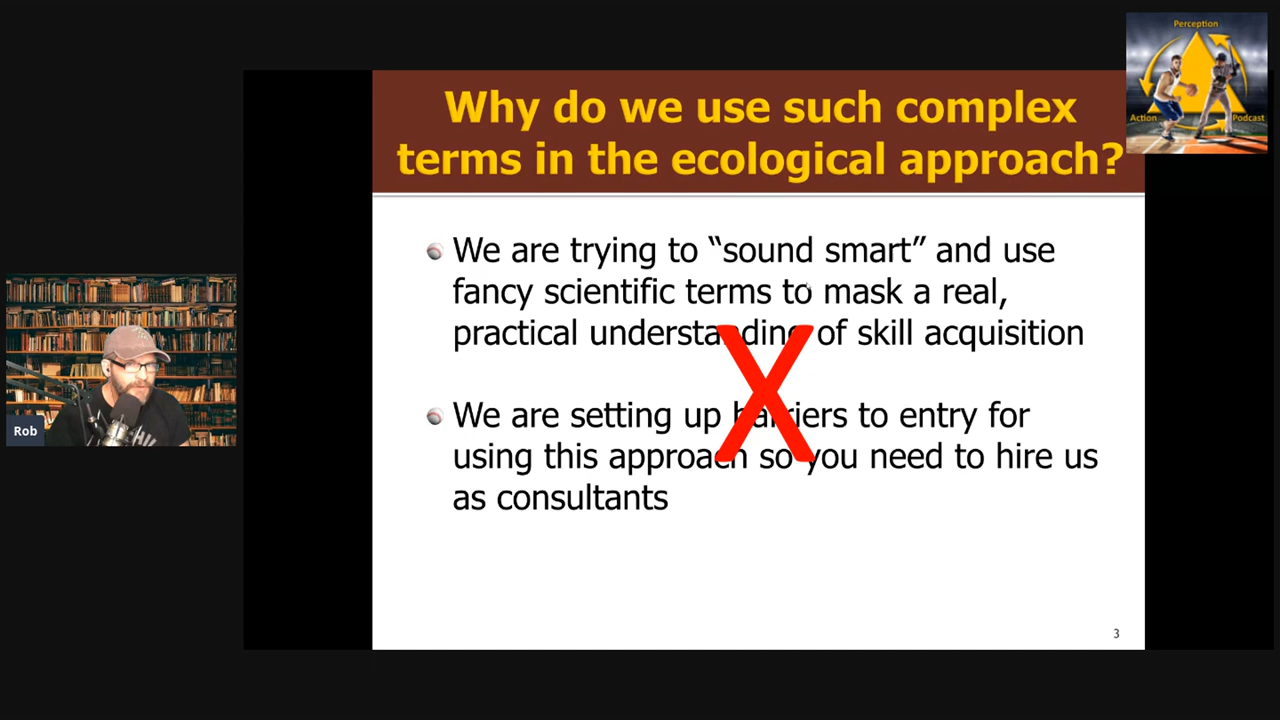 Perception
Action
Podcast
Why do we use such complex
terms in the ecological approach?
We are trying to “sound smart” and use
fancy scientific terms to mask a real,
practical understanding of skill acquisition
X
We are setting up barriers to entry for
using this approach so you need to hire us
as consultants
3
Rob